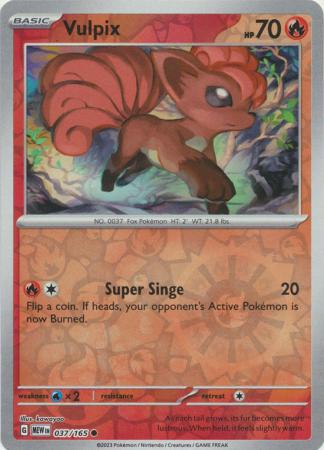 BASIC
Vulpix
HP 70
NO. 0037 Fox Pokémon HT: 2' WT: 21.8 lbs.
Super Singe 20
Flip a coin. If heads, your opponent's Active Pokémon is
now Burned.
weakness ×2 resistance retreat
Illus. kawayoo
G MEW EN 037/165
As each tail grows, its fur becomes more
lustrous. When held, it feels slightly warm.
©2023 Pokémon / Nintendo / Creatures / GAME FREAK